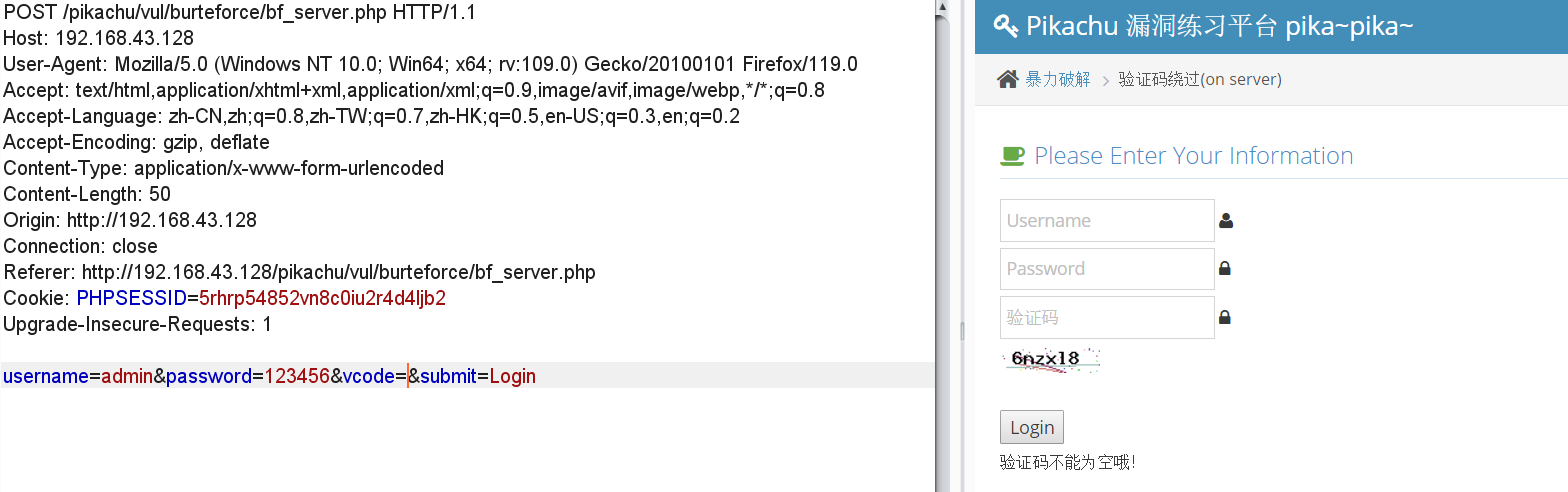 POST /pikachu/vul/burteforce/bf_server.php HTTP/1.1
Host: 192.168.43.128
User-Agent: Mozilla/5.0 (Windows NT 10.0; Win64; x64; rv:109.0) Gecko/20100101 Firefox/119.0
Accept: text/html,application/xhtml+xml,application/xml;q=0.9,image/avif,image/webp,*/*;q=0.8
Accept-Language: zh-CN,zh;q=0.8,zh-TW;q=0.7,zh-HK;q=0.5,en-US;q=0.3,en;q=0.2
Accept-Encoding: gzip, deflate
Content-Type: application/x-www-form-urlencoded
Content-Length: 50
Origin: http://192.168.43.128
Connection: close
Referer: http://192.168.43.128/pikachu/vul/burteforce/bf_server.php
Cookie: PHPSESSID=5rhrp54852vn8c0iu2r4d4ljb2
Upgrade-Insecure-Requests: 1
username=admin&password=123456&vcode=&submit=Login
Pikachu 漏洞练习平台 pika~pika~
暴力破解 > 验证码绕过(on server)
Please Enter Your Information
Username
Password
验证码
6nzxl8
Login
验证码不能为空哦!